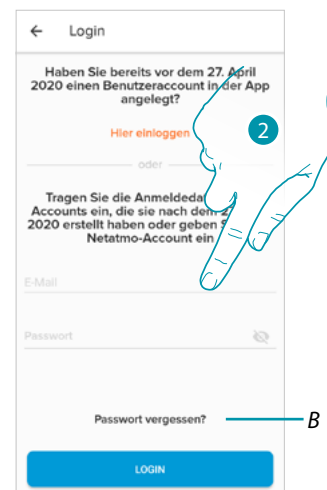 ← Login
Haben Sie bereits vor dem 27. April
2020 einen Benutzeraccount in der App
angelegt?
Hier einloggen
2
oder
Tragen Sie die Anmeldeda
Accounts ein, die sie nach dem 2
2020 erstellt haben oder geben S
Netatmo-Account ein
E-Mail
Passwort
Passwort vergessen?
B
LOGIN